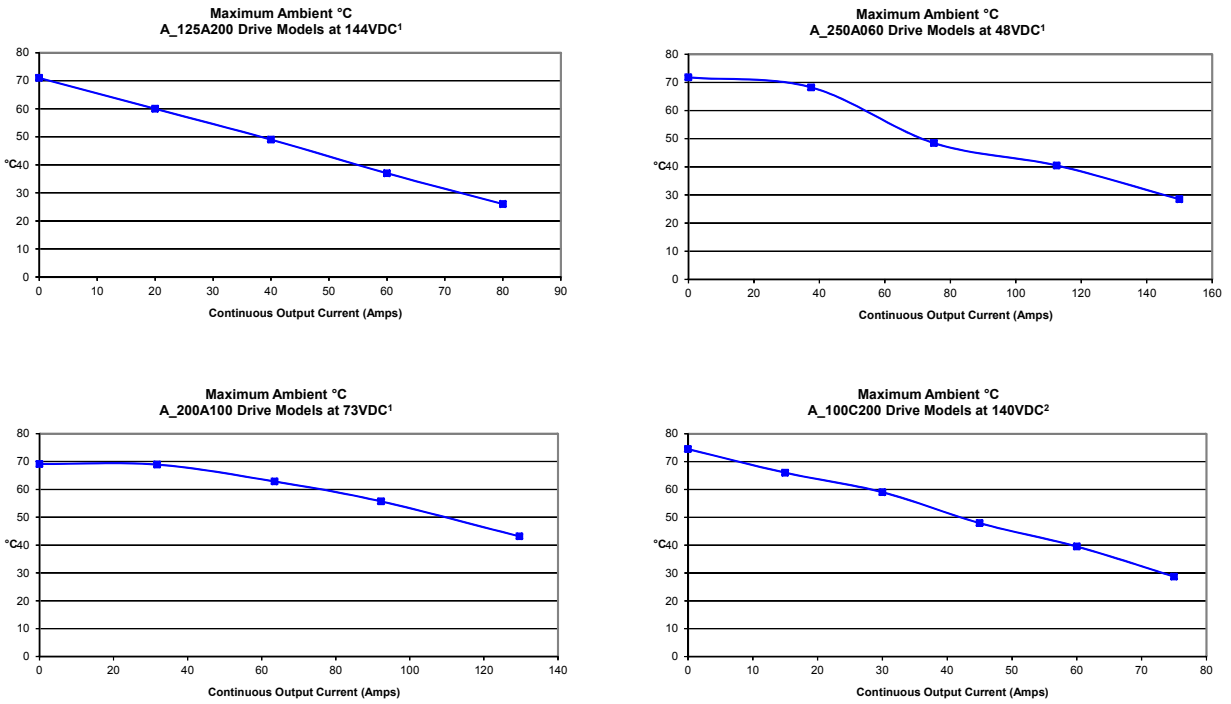 Maximum Ambient °C
A_125A200 Drive Models at 144VDC¹
80
70
60
50
°C40
30
20
10
0
0 10 20 30 40 50 60 70 80 90
Continuous Output Current (Amps)
Maximum Ambient °C
A_250A060 Drive Models at 48VDC¹
80
70
60
50
°C40
30
20
10
0
0 20 40 60 80 100 120 140 160
Continuous Output Current (Amps)
Maximum Ambient °C
A_200A100 Drive Models at 73VDC¹
80
70
60
50
°C40
30
20
10
0
0 20 40 60 80 100 120 140
Continuous Output Current (Amps)
Maximum Ambient °C
A_100C200 Drive Models at 140VDC²
80
70
60
50
°C40
30
20
10
0
0 10 20 30 40 50 60 70 80
Continuous Output Current (Amps)